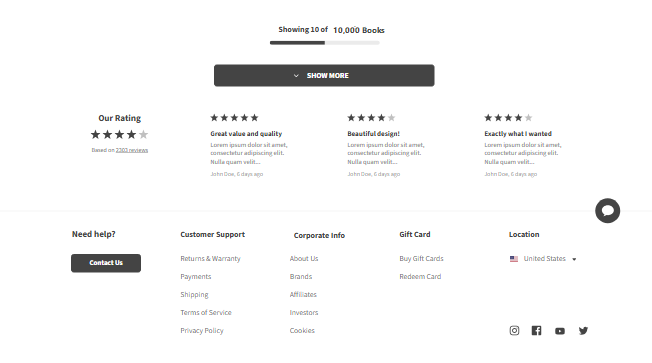 Showing 10 of 10,000 Books
SHOW MORE
Our Rating
Based on 2303 reviews
Great value and quality
Lorem ipsum dolor sit amet,
consectetur adipiscing elit.
Nulla quam velit...
John Doe, 6 days ago
Beautiful design!
Lorem ipsum dolor sit amet,
consectetur adipiscing elit.
Nulla quam velit...
John Doe, 6 days ago
Exactly what I wanted
Lorem ipsum dolor sit amet,
consectetur adipiscing elit.
Nulla quam velit...
John Doe, 6 days ago
Need help?
Contact Us
Customer Support
Returns & Warranty
Payments
Shipping
Terms of Service
Privacy Policy
Corporate Info
About Us
Brands
Affiliates
Investors
Cookies
Gift Card
Buy Gift Cards
Redeem Card
Location
United States